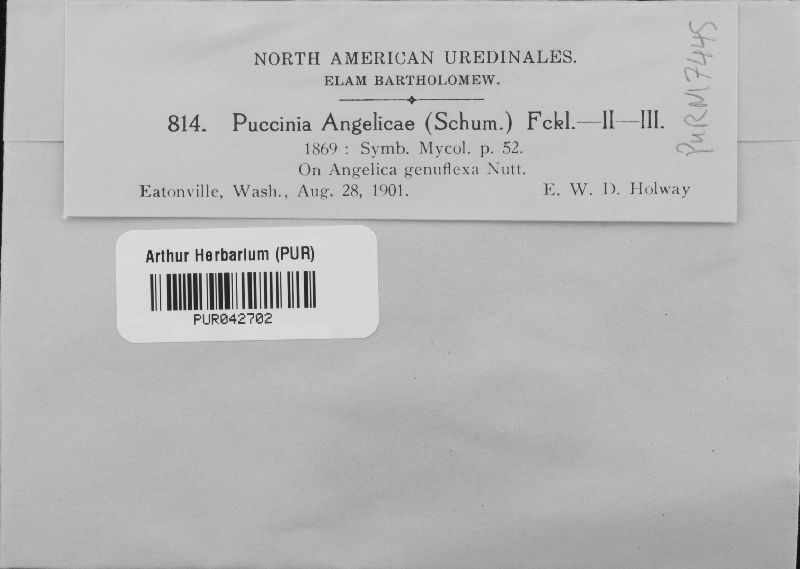 NORTH AMERICAN UREDINALES.
ELAM BARTHOLOMEW.
814. Puccinia Angelicae (Schum.) Fckl.—II—III.
1869 : Symb. Mycol. p. 52.
On Angelica genuflexa Nutt.
Eatonville, Wash., Aug. 28, 1901. E. W. D. Holway
PURN7445
Arthur Herbarium (PUR)
PUR042702